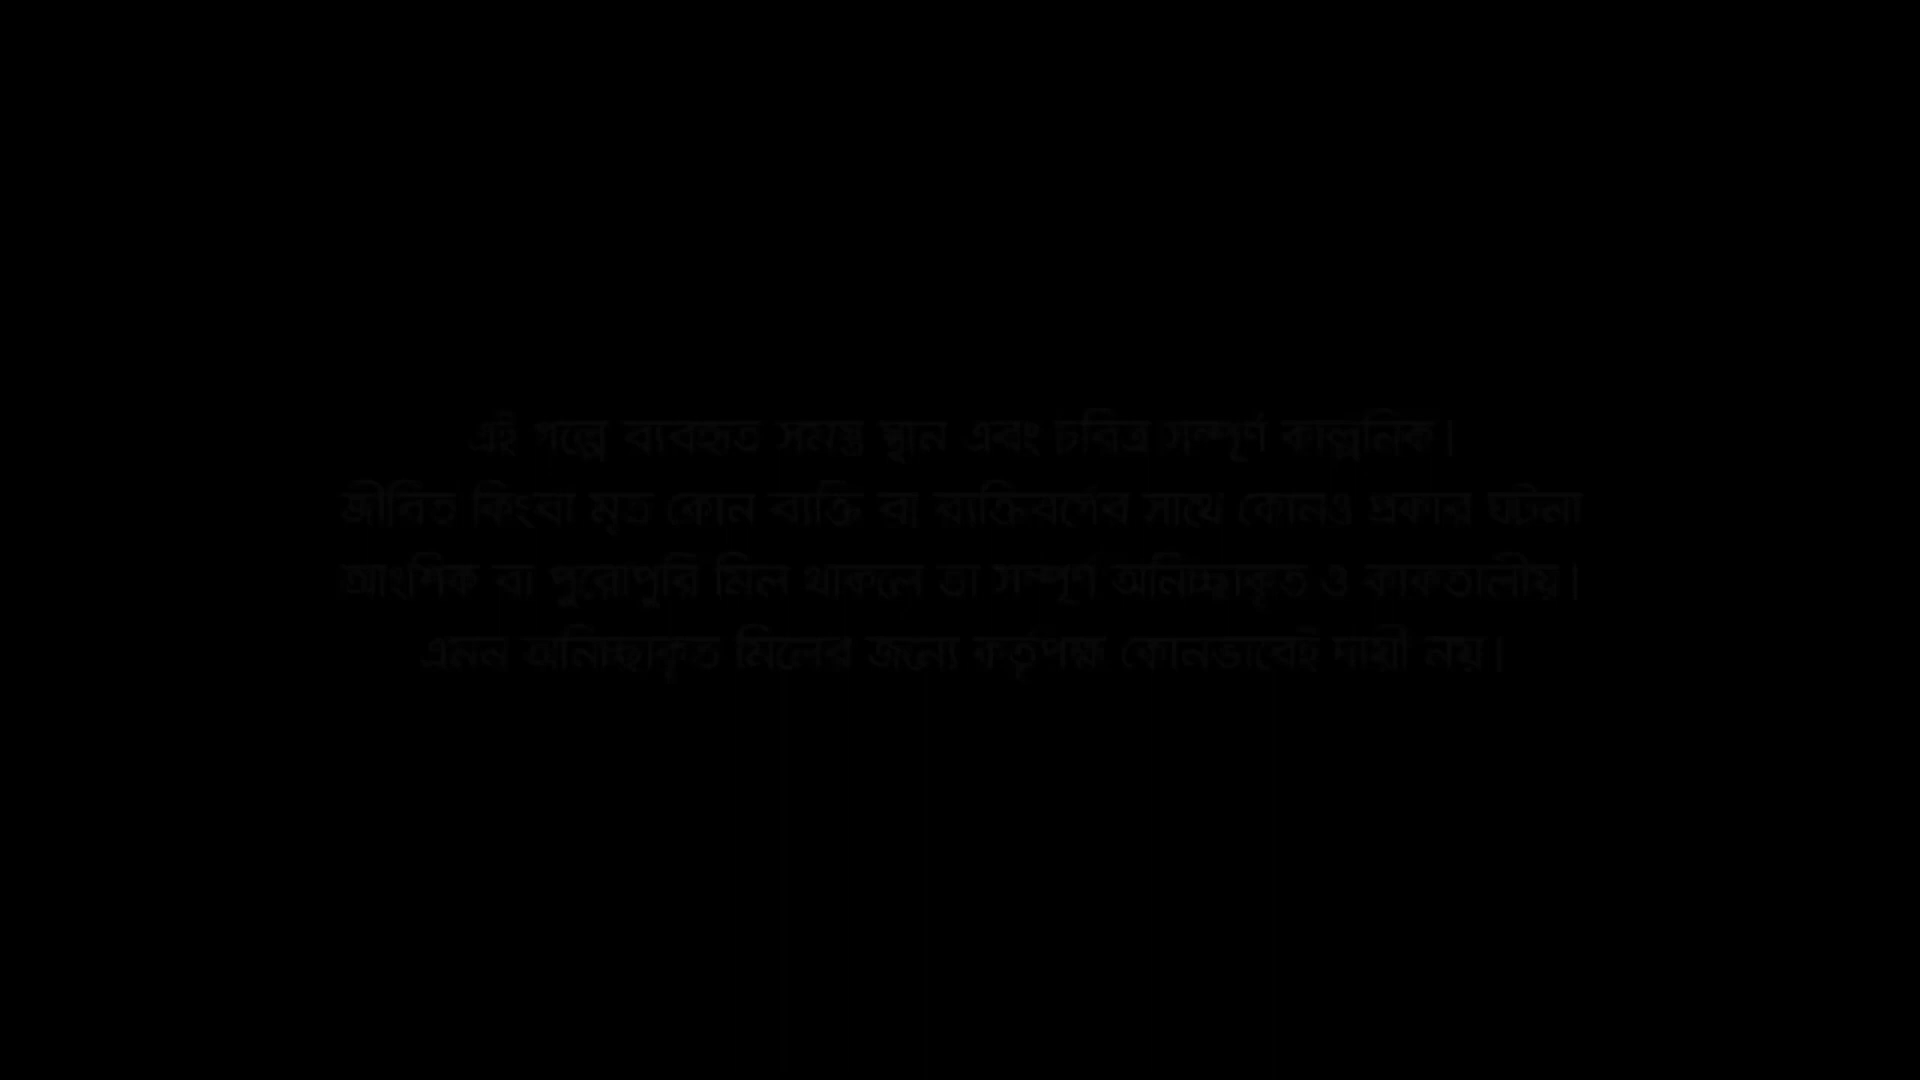 এই গল্পে ব্যবহৃত সমস্ত স্থান এবং চরিত্র সম্পূর্ণ কাল্পনিক।
জীবিত কিংবা মৃত কোন ব্যক্তি বা ব্যক্তিবর্গের সাথে কোনও প্রকার ঘটনা
আংশিক বা পুরোপুরি মিল থাকলে তা সম্পূর্ণ অনিচ্ছাকৃত ও কাকতালীয়।
এমন অনিচ্ছাকৃত মিলের জন্যে কর্তৃপক্ষ কোনভাবেই দায়ী নয়।